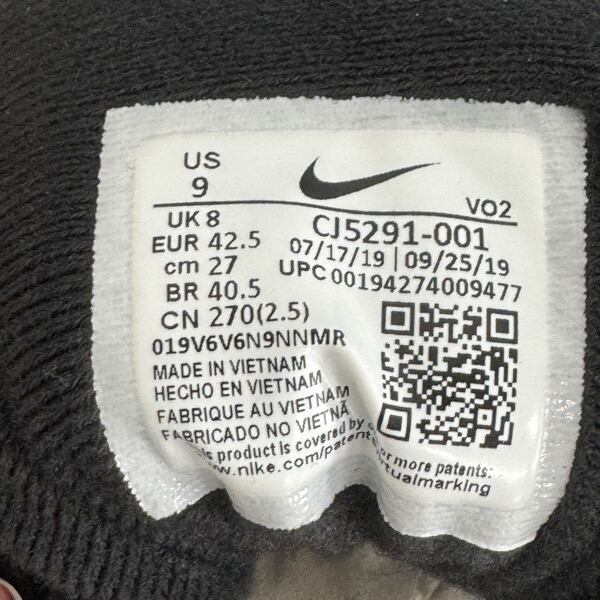 US
9
VO2
UK 8
CJ5291-001
EUR 42.5
07/17/19 | 09/25/19
cm 27
UPC 00194274009477
BR 40.5
CN 270(2.5)
019V6V6N9NNMR
MADE IN VIETNAM
HECHO EN VIETNAM
FABRIQUE AU VIETNAM
FABRICADO NO VIETNÃ
product is covered by
or more patents:
www.nike.com/patents